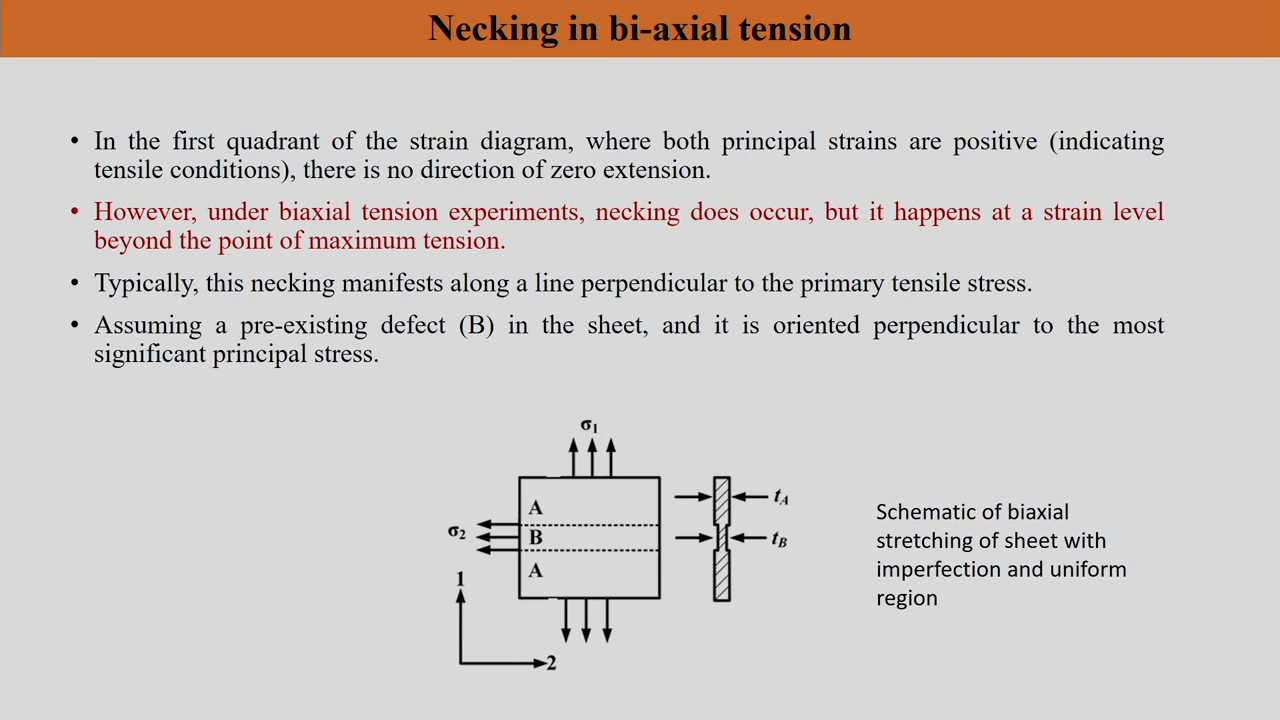 Necking in bi-axial tension
• In the first quadrant of the strain diagram, where both principal strains are positive (indicating
tensile conditions), there is no direction of zero extension.
• However, under biaxial tension experiments, necking does occur, but it happens at a strain level
beyond the point of maximum tension.
• Typically, this necking manifests along a line perpendicular to the primary tensile stress.
• Assuming a pre-existing defect (B) in the sheet, and it is oriented perpendicular to the most
significant principal stress.
σ₁
A
B
A
σ₂
1
2
t_A
t_B
Schematic of biaxial
stretching of sheet with
imperfection and uniform
region